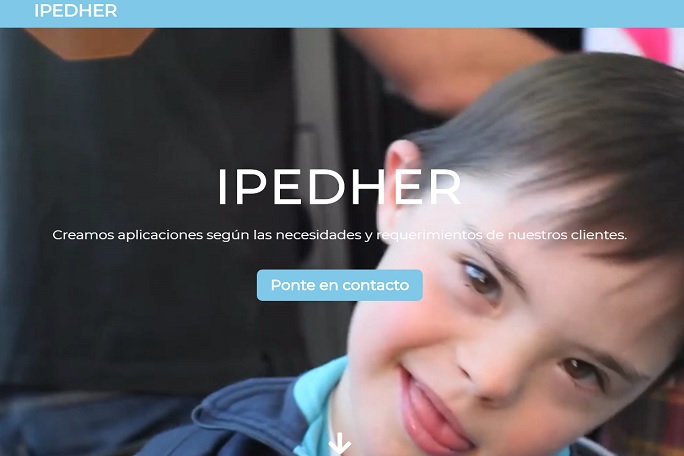 IPEDHER
IPEDHER
Creamos aplicaciones según las necesidades y requerimientos de nuestros clientes.
Ponte en contacto